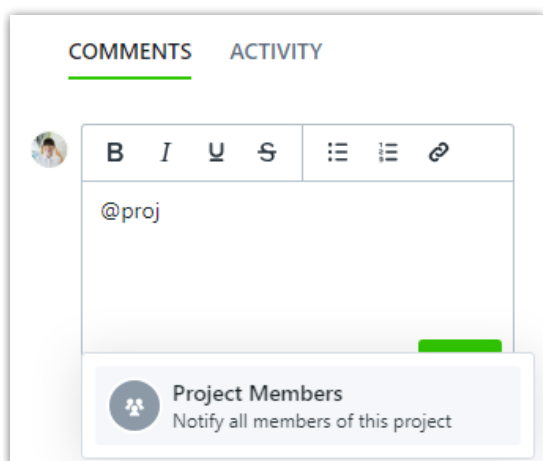 COMMENTS ACTIVITY
B I U S
@proj
Project Members
Notify all members of this project